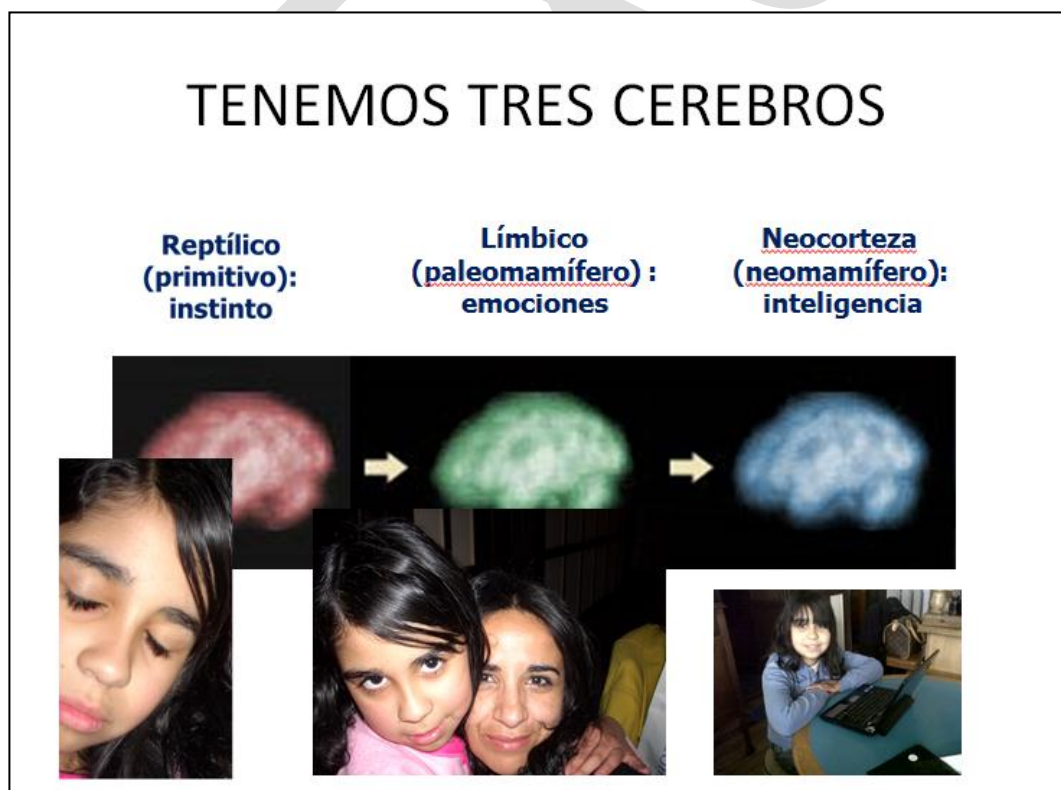 TENEMOS TRES CEREBROS
Reptílico
(primitivo):
instinto
Límbico
(paleomamífero) :
emociones
Neocorteza
(neomamífero):
inteligencia